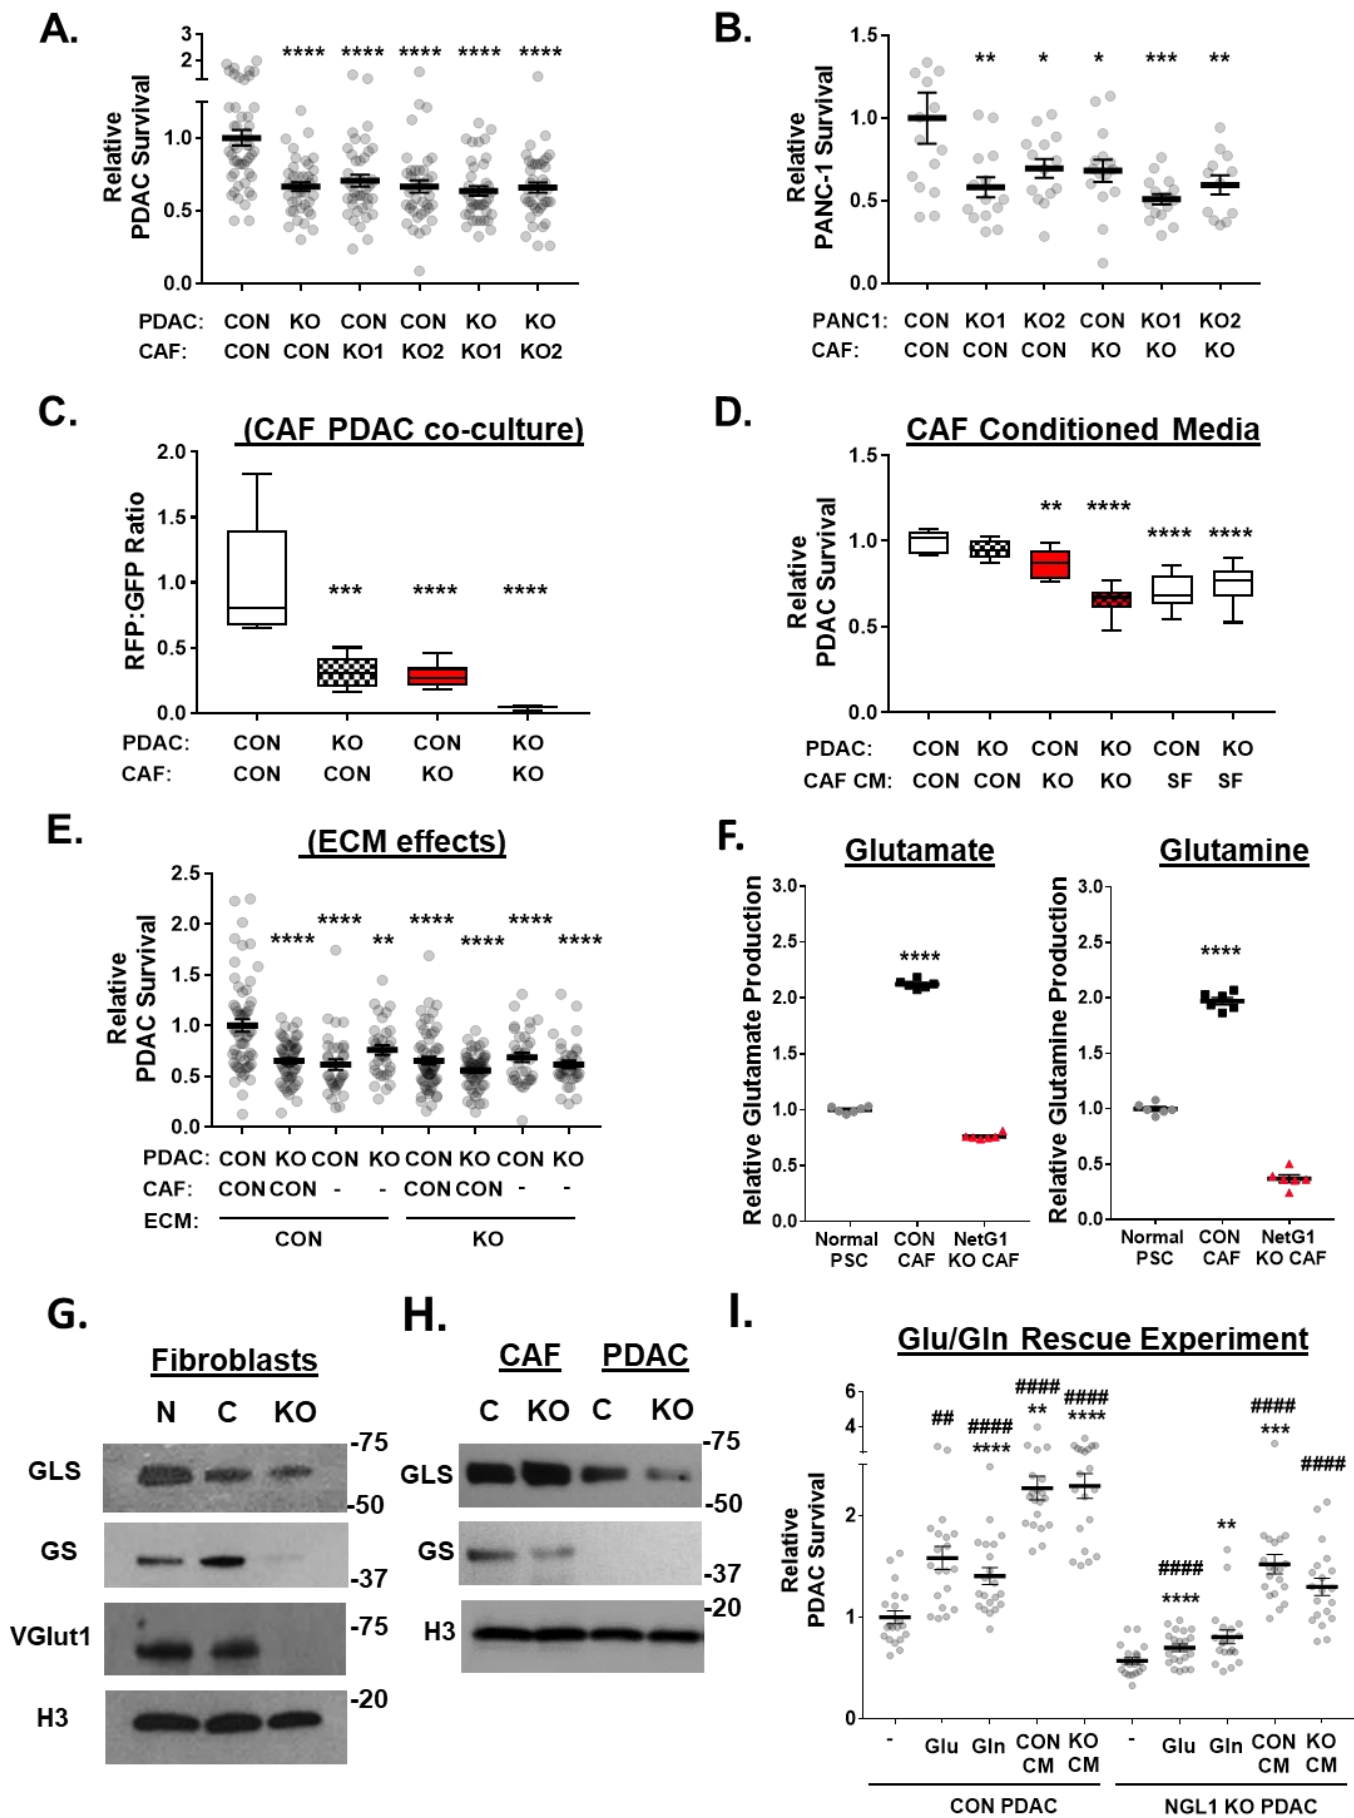 A.
Relative
PDAC Survival
3
2
1.0
0.5
0.0
**** **** **** **** ****
PDAC: CON KO CON CON KO KO
CAF: CON CON KO1 KO2 KO1 KO2
B.
Relative
PANC-1 Survival
1.5
1.0
0.5
0.0
** * * *** **
PANC1: CON KO1 KO2 CON KO1 KO2
CAF: CON CON CON KO KO KO
C.
(CAF PDAC co-culture)
RFP:GFP Ratio
2.0
1.5
1.0
0.5
0.0
*** **** ****
PDAC: CON KO CON KO
CAF: CON CON KO KO
D.
CAF Conditioned Media
Relative
PDAC Survival
1.5
1.0
0.5
0.0
** **** **** ****
PDAC: CON KO CON KO CON KO
CAF CM: CON CON KO KO SF SF
E.
(ECM effects)
Relative
PDAC Survival
2.5
2.0
1.5
1.0
0.5
0.0
**** **** ** **** **** **** ****
PDAC: CON KO CON KO CON KO CON KO
CAF: CON CON - - CON CON - -
ECM: CON KO
F.
Glutamate
Relative Glutamate Production
3.0
2.5
2.0
1.5
1.0
0.5
0.0
****
Normal CON NetG1
PSC CAF KO CAF
Glutamine
Relative Glutamine Production
3.0
2.5
2.0
1.5
1.0
0.5
0.0
****
Normal CON NetG1
PSC CAF KO CAF
G.
Fibroblasts
N C KO
GLS
-75
-50
GS
-37
VGlut1
-75
H3
-20
H.
CAF PDAC
C KO C KO
GLS
-75
-50
GS
-37
H3
-20
I.
Glu/Gln Rescue Experiment
Relative
PDAC Survival
6
4
2
1
0
## #### #### #### #### #### ####
**** ** **** **** ** ***
- Glu Gln CON KO - Glu Gln CON KO
CM CM CM CM
CON PDAC NGL1 KO PDAC